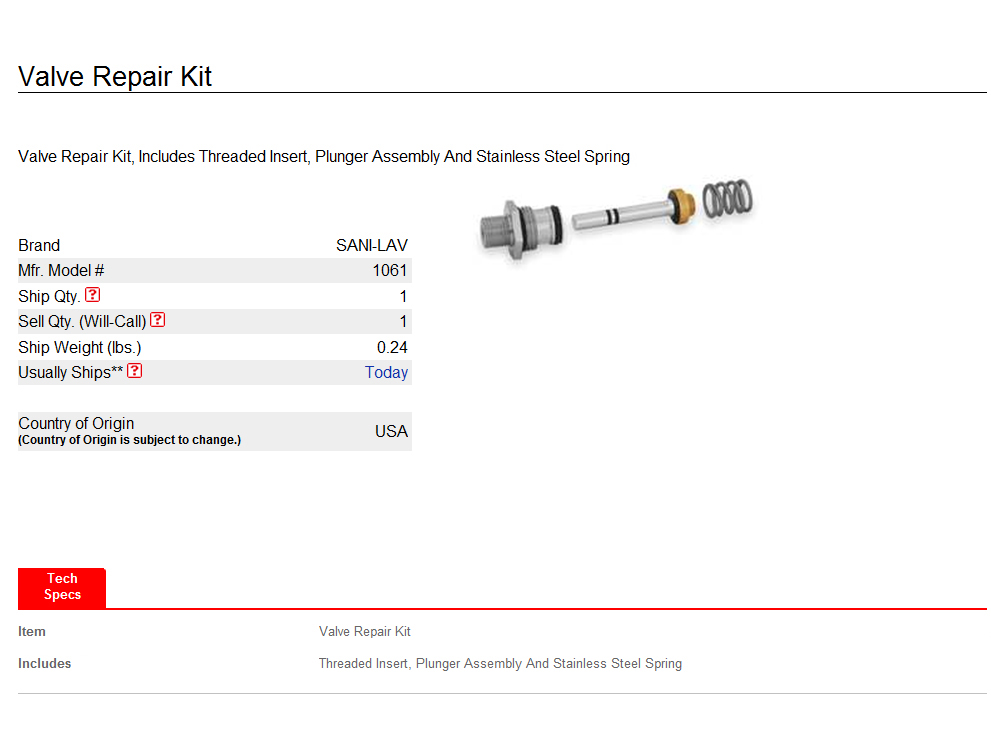 Valve Repair Kit
Valve Repair Kit, Includes Threaded Insert, Plunger Assembly And Stainless Steel Spring
Brand SANI-LAV
Mfr. Model # 1061
Ship Qty. ? 1
Sell Qty. (Will-Call) ? 1
Ship Weight (lbs.) 0.24
Usually Ships** ? Today
Country of Origin
(Country of Origin is subject to change.) USA
Tech
Specs
Item Valve Repair Kit
Includes Threaded Insert, Plunger Assembly And Stainless Steel Spring